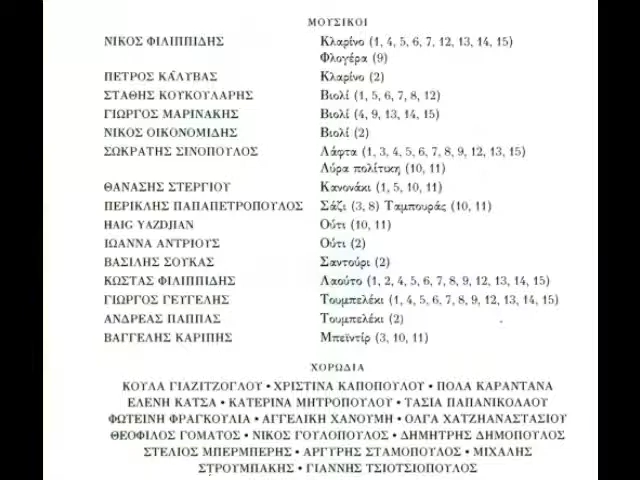 ΜΟΥΣΙΚΟΙ
ΝΙΚΟΣ ΦΙΛΙΠΠΙΔΗΣ Κλαρίνο (1, 4, 5, 6, 7, 12, 13, 14, 15)
Φλογέρα (9)
ΠΕΤΡΟΣ ΚΑΛΥΒΑΣ Κλαρίνο (2)
ΣΤΑΘΗΣ ΚΟΥΚΟΥΛΑΡΗΣ Βιολί (1, 5, 6, 7, 8, 12)
ΓΙΩΡΓΟΣ ΜΑΡΙΝΑΚΗΣ Βιολί (4, 9, 13, 14, 15)
ΝΙΚΟΣ ΟΙΚΟΝΟΜΙΔΗΣ Βιολί (2)
ΣΩΚΡΑΤΗΣ ΣΙΝΟΠΟΥΛΟΣ Λάφτα (1, 3, 4, 5, 6, 7, 8, 9, 12, 13, 15)
Λύρα πολίτικη (10, 11)
ΘΑΝΑΣΗΣ ΣΤΕΡΓΙΟΥ Κανονάκι (1, 5, 10, 11)
ΠΕΡΙΚΛΗΣ ΠΑΠΑΠΕΤΡΟΠΟΥΛΟΣ Σάζι (3, 8) Ταμπουράς (10, 11)
HAIG YAZDJIAN Ούτι (10, 11)
ΙΩΑΝΝΑ ΑΝΤΡΙΟΥΣ Ούτι (2)
ΒΑΣΙΛΗΣ ΣΟΥΚΑΣ Σαντούρι (2)
ΚΩΣΤΑΣ ΦΙΛΙΠΠΙΔΗΣ Λαούτο (1, 2, 4, 5, 6, 7, 8, 9, 12, 13, 14, 15)
ΓΙΩΡΓΟΣ ΓΕΥΓΕΛΗΣ Τουμπελέκι (1, 4, 5, 6, 7, 8, 9, 12, 13, 14, 15)
ΑΝΔΡΕΑΣ ΠΑΠΠΑΣ Τουμπελέκι (2)
ΒΑΓΓΕΛΗΣ ΚΑΡΙΠΗΣ Μπεϊντίρ (3, 10, 11)
ΧΟΡΩΔΙΑ
ΚΟΥΛΑ ΓΙΑΖΙΤΖΟΓΛΟΥ • ΧΡΙΣΤΙΝΑ ΚΑΠΟΠΟΥΛΟΥ • ΠΟΛΑ ΚΑΡΑΝΤΑΝΑ
ΕΛΕΝΗ ΚΑΤΣΑ • ΚΑΤΕΡΙΝΑ ΜΗΤΡΟΠΟΥΛΟΥ • ΤΑΣΙΑ ΠΑΠΑΝΙΚΟΛΑΟΥ
ΦΩΤΕΙΝΗ ΦΡΑΓΚΟΥΛΙΑ • ΑΓΓΕΛΙΚΗ ΧΑΝΟΥΜΗ • ΟΛΓΑ ΧΑΤΖΗΑΝΑΣΤΑΣΙΟΥ
ΘΕΟΦΙΛΟΣ ΓΟΜΑΤΟΣ • ΝΙΚΟΣ ΓΟΥΛΟΠΟΥΛΟΣ • ΔΗΜΗΤΡΗΣ ΔΗΜΟΠΟΥΛΟΣ
ΣΤΕΛΙΟΣ ΜΠΕΡΜΠΕΡΗΣ • ΑΡΓΥΡΗΣ ΣΤΑΜΟΠΟΥΛΟΣ • ΜΙΧΑΛΗΣ
ΣΤΡΟΥΜΠΑΚΗΣ • ΓΙΑΝΝΗΣ ΤΣΙΟΤΣΙΟΠΟΥΛΟΣ